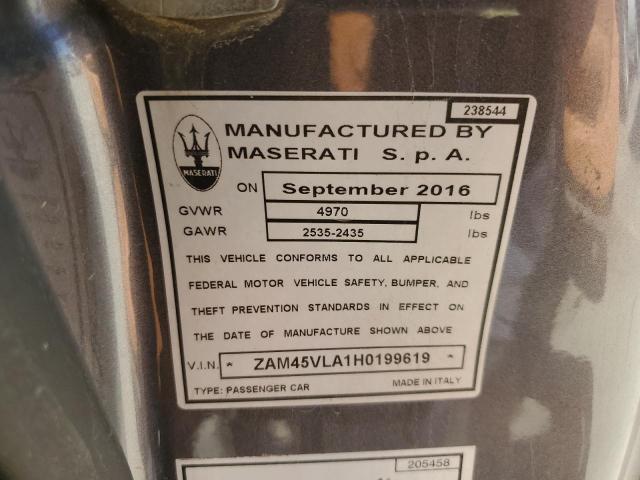 238544
MANUFACTURED BY
MASERATI S. p. A.
MASERATI
ON September 2016
GVWR 4970 lbs
GAWR 2535-2435 lbs
THIS VEHICLE CONFORMS TO ALL APPLICABLE
FEDERAL MOTOR VEHICLE SAFETY, BUMPER, AND
THEFT PREVENTION STANDARDS IN EFFECT ON
THE DATE OF MANUFACTURE SHOWN ABOVE
V.I.N. * ZAM45VLA1H0199619 *
TYPE: PASSENGER CAR MADE IN ITALY
205458